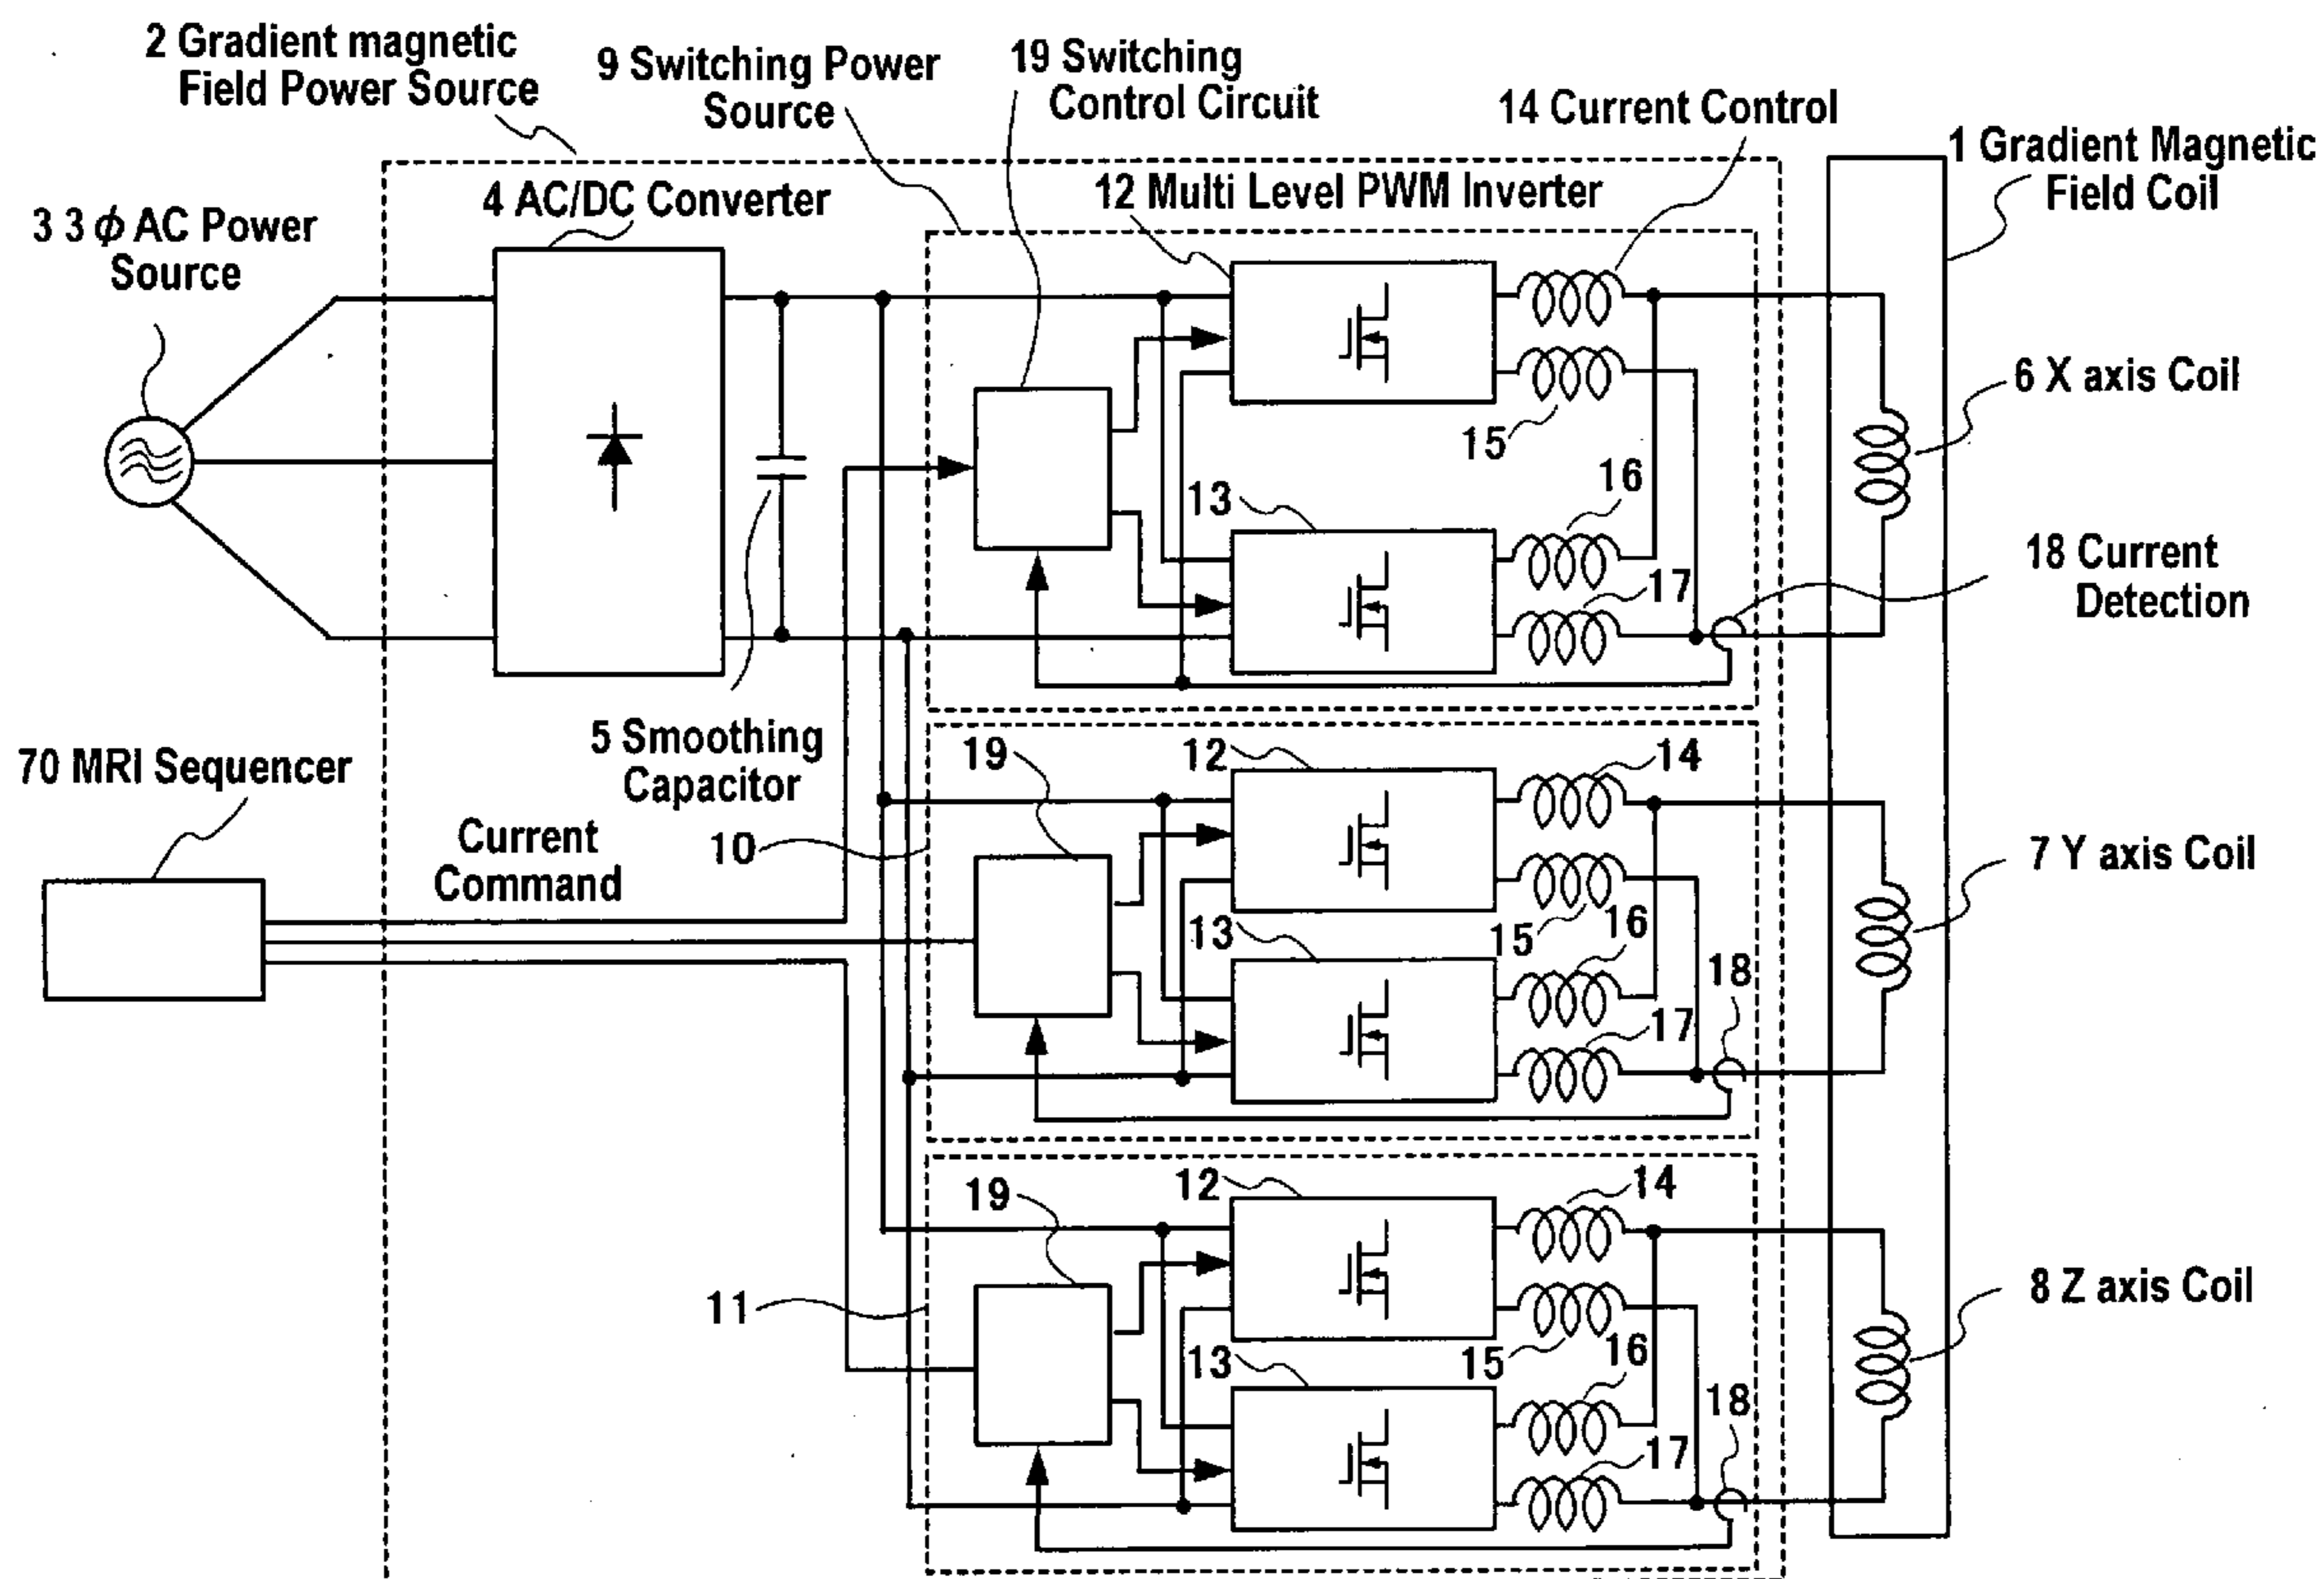 2 Gradient magnetic
Field Power Source
9 Switching Power
Source
19 Switching
Control Circuit
14 Current Control
1 Gradient Magnetic
Field Coil
3 3 ϕ AC Power
Source
4 AC/DC Converter
12 Multi Level PWM Inverter
6 X axis Coil
15
16
13
17
18 Current
Detection
5 Smoothing
Capacitor
70 MRI Sequencer
Current
Command
10
19
12
14
7 Y axis Coil
15
16
13
17
18
11
19
12
14
8 Z axis Coil
15
16
13
17
18